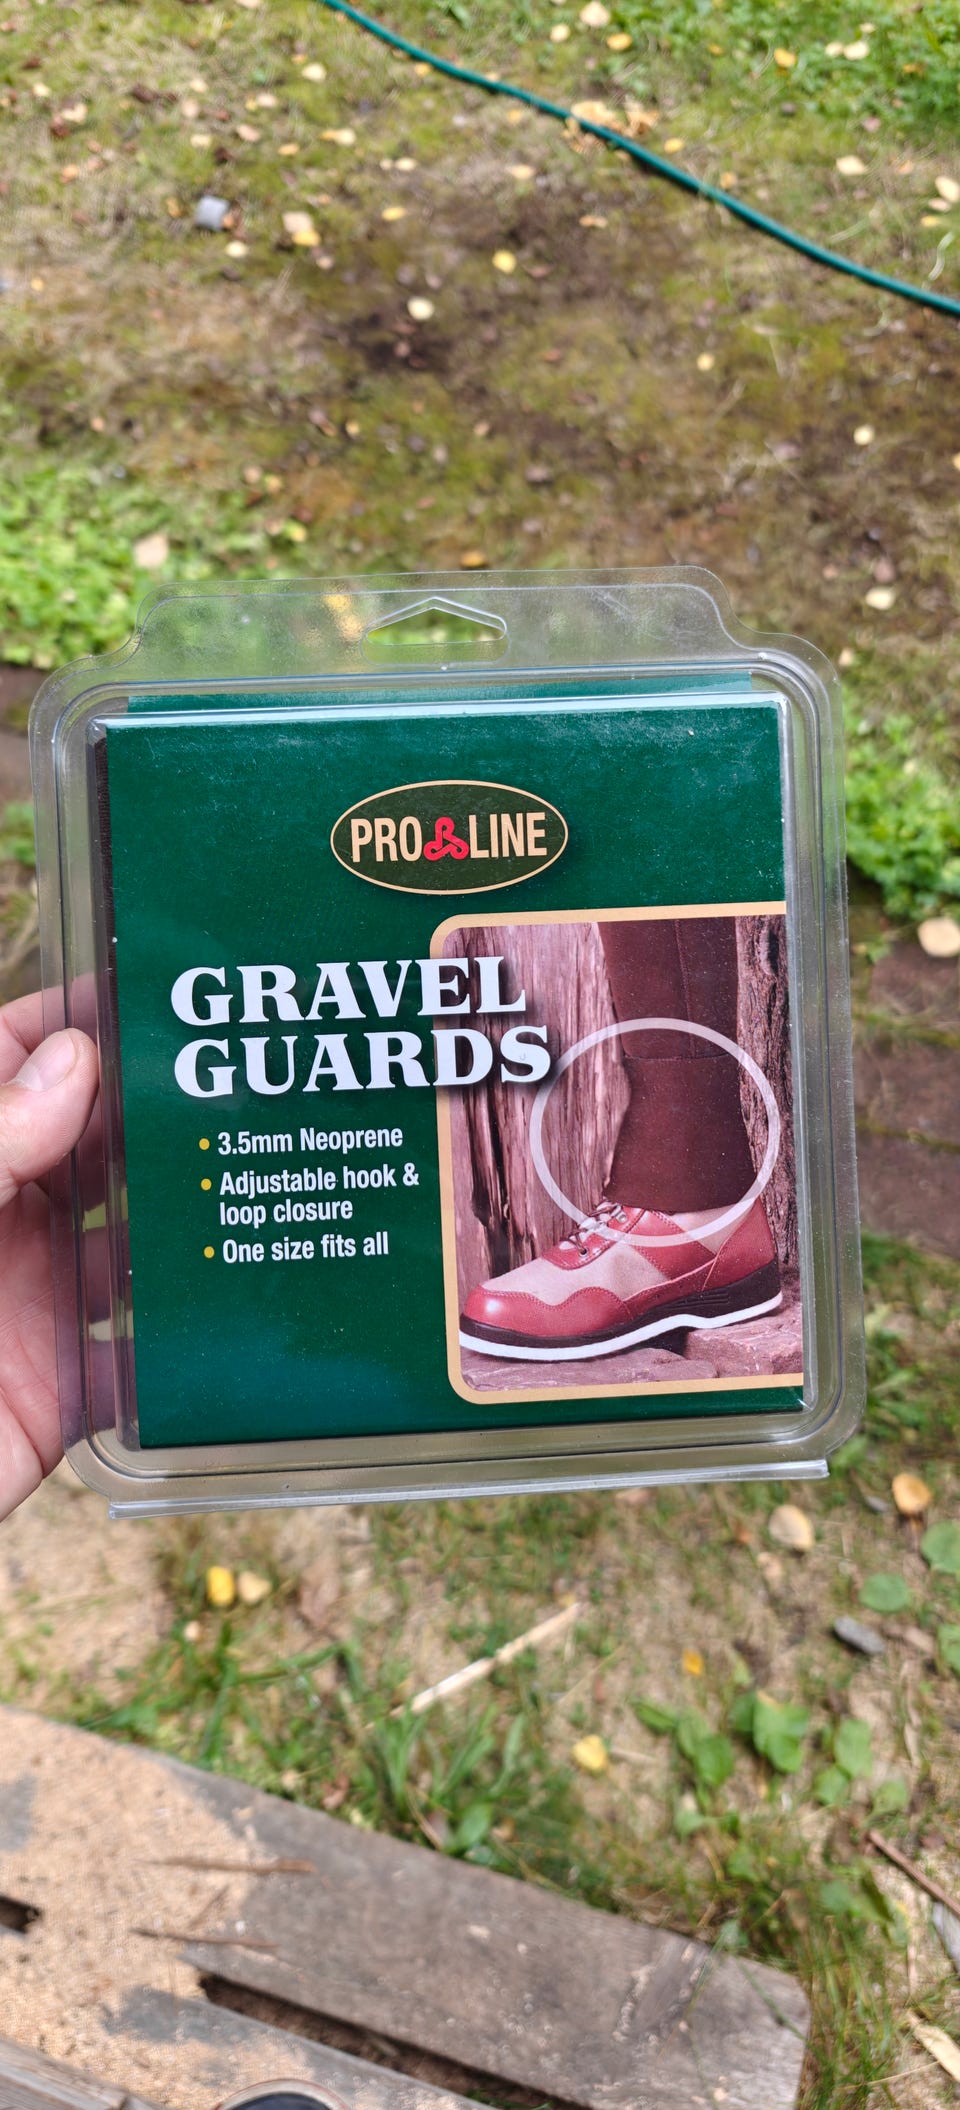 PRO LINE
GRAVEL
GUARDS
• 3.5mm Neoprene
• Adjustable hook &
loop closure
• One size fits all